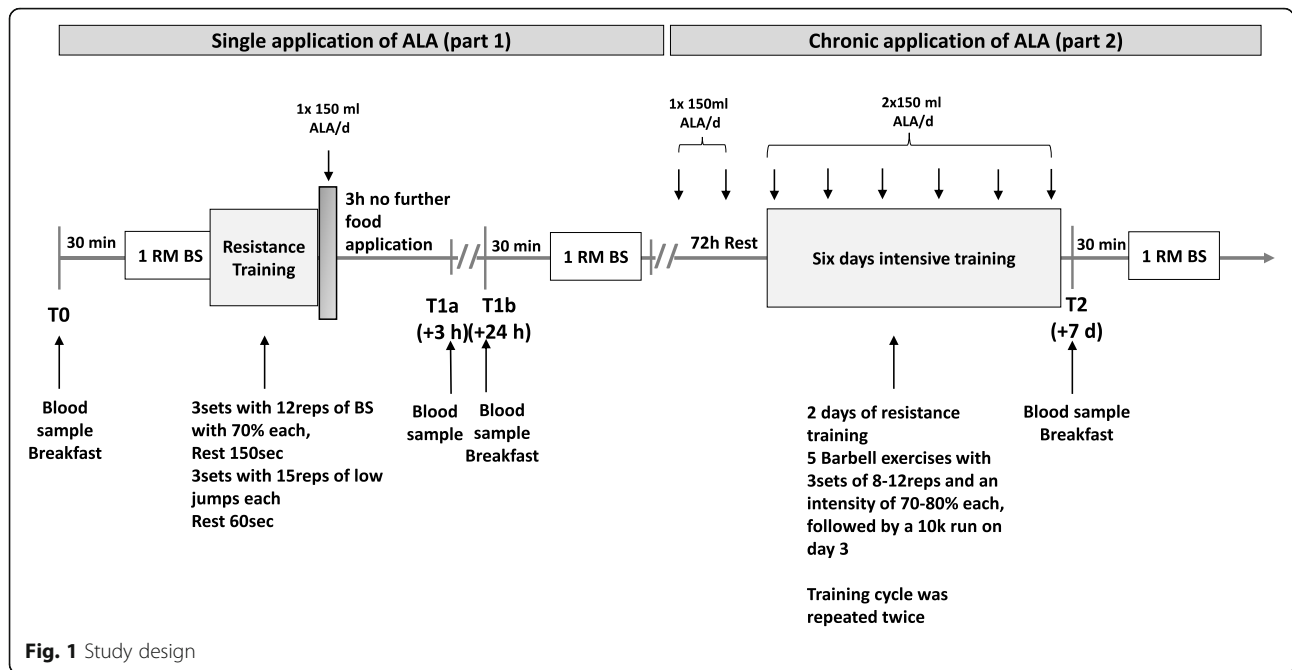 Single application of ALA (part 1)
Chronic application of ALA (part 2)
1x 150 ml
ALA/d
1x 150ml
ALA/d
2x150 ml
ALA/d
30 min
1 RM BS
Resistance
Training
3h no further
food
application
30 min
1 RM BS
72h Rest
Six days intensive training
30 min
1 RM BS
T0
T1a
(+3 h)
T1b
(+24 h)
T2
(+7 d)
Blood
sample
Breakfast
3sets with 12reps of BS
with 70% each,
Rest 150sec
3sets with 15reps of low
jumps each
Rest 60sec
Blood
sample
Blood
sample
Breakfast
2 days of resistance
training
5 Barbell exercises with
3sets of 8-12reps and an
intensity of 70-80% each,
followed by a 10k run on
day 3
Training cycle was
repeated twice
Blood sample
Breakfast
Fig. 1 Study design